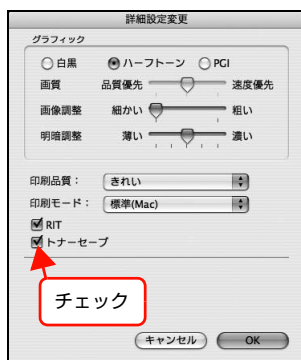 詳細設定変更
グラフィック
白黒 ハーフトーン PGI
画質 品質優先 速度優先
画像調整 細かい 粗い
明暗調整 薄い 濃い
印刷品質： きれい
印刷モード： 標準(Mac)
RIT
トナーセーブ
チェック
キャンセル OK